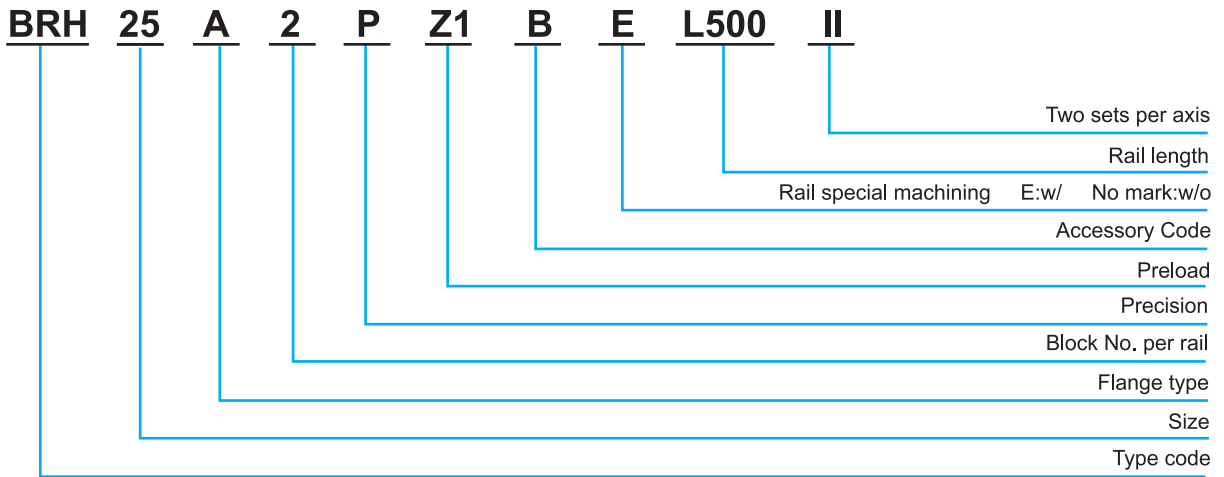 BRH 25 A 2 P Z1 B E L500 II
Two sets per axis
Rail length
Rail special machining E:w/ No mark:w/o
Accessory Code
Preload
Precision
Block No. per rail
Flange type
Size
Type code